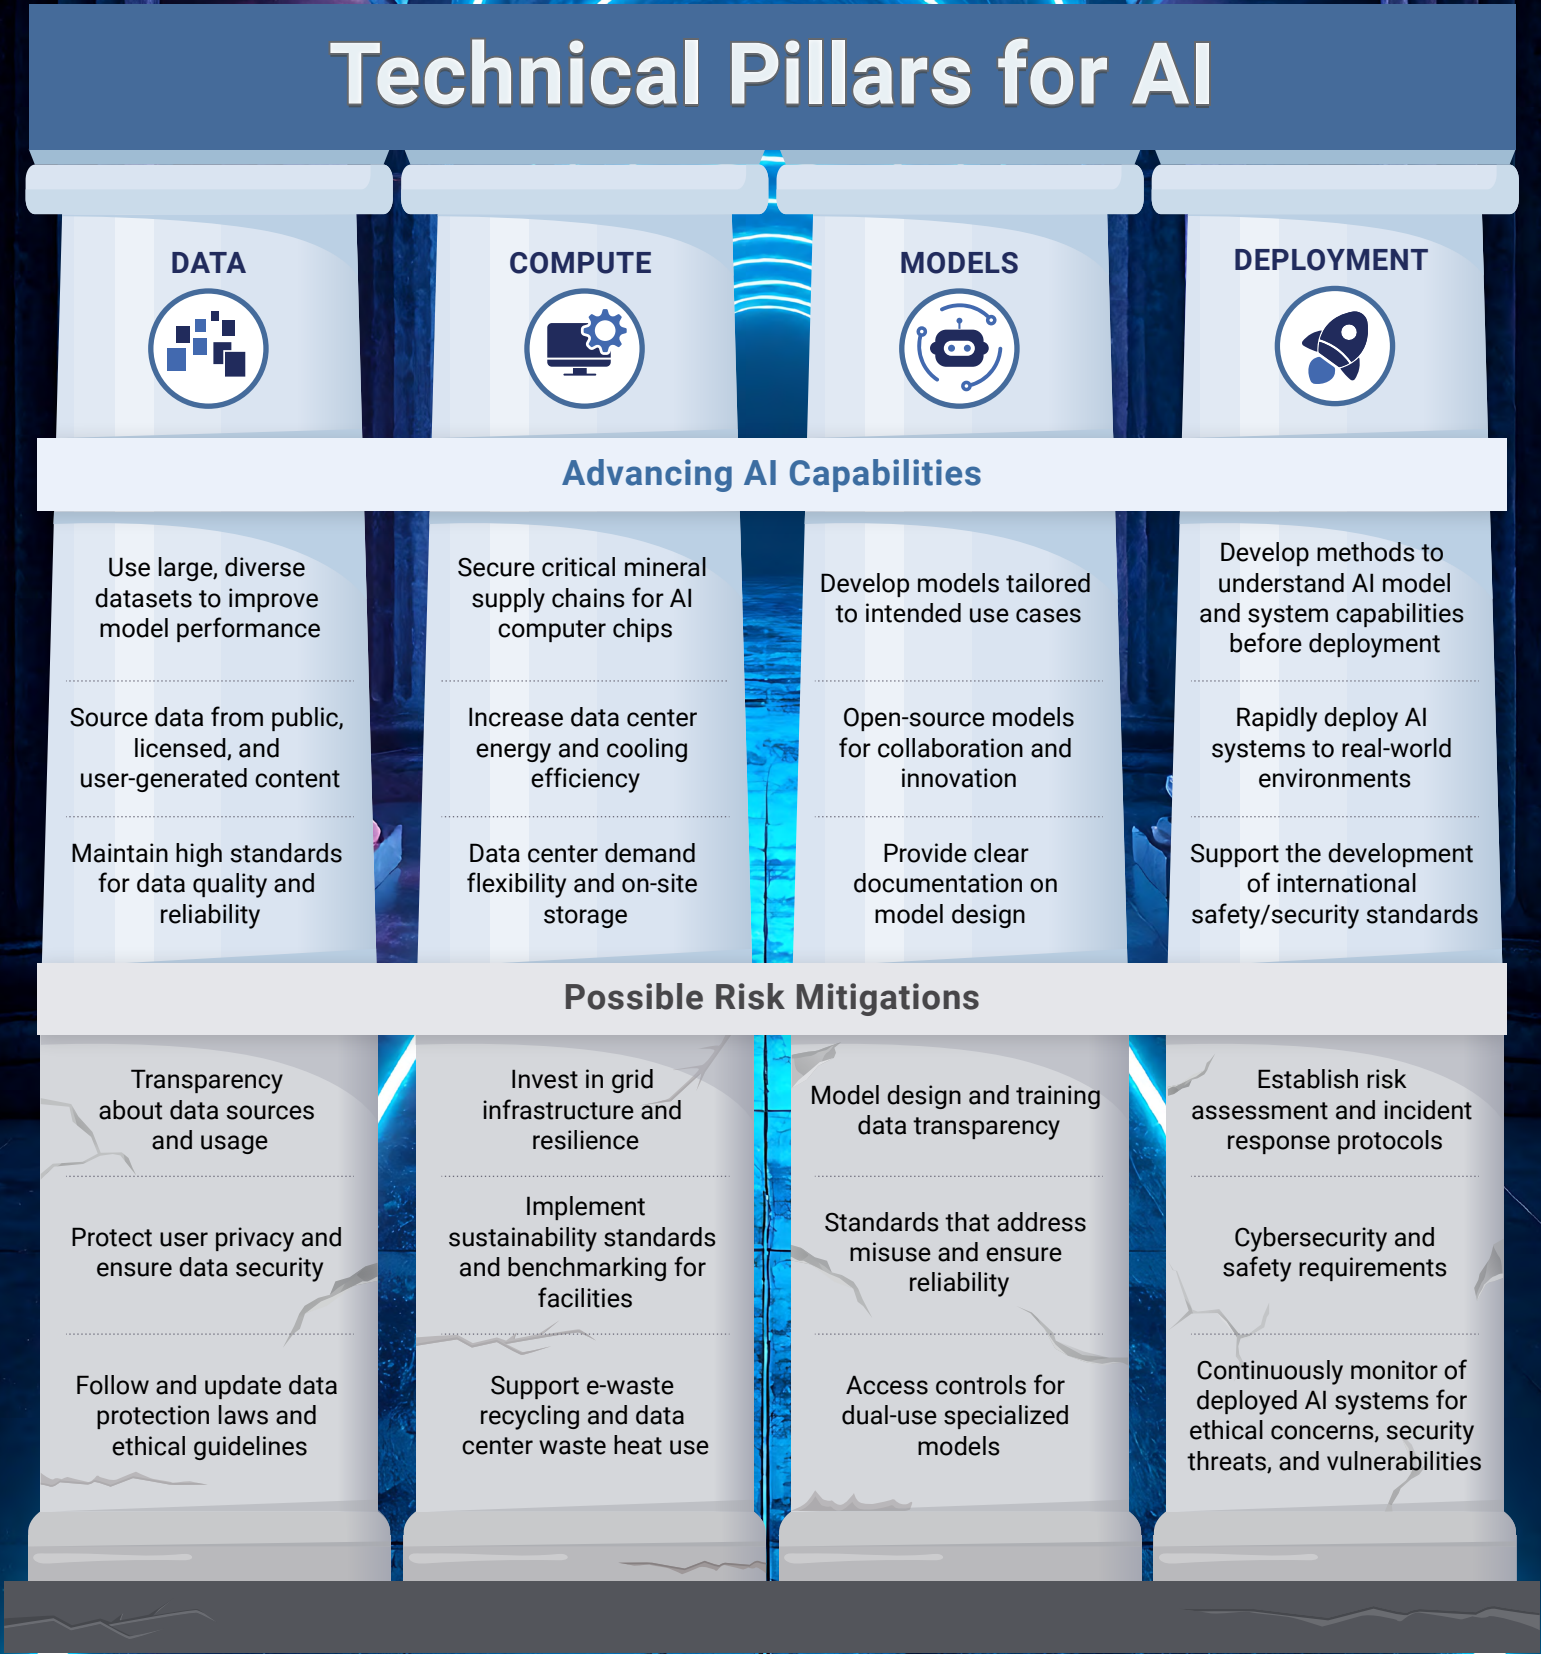 Technical Pillars for AI
DATA
COMPUTE
MODELS
DEPLOYMENT
Advancing AI Capabilities
Use large, diverse
datasets to improve
model performance
Secure critical mineral
supply chains for AI
computer chips
Develop models tailored
to intended use cases
Develop methods to
understand AI model
and system capabilities
before deployment
Source data from public,
licensed, and
user-generated content
Increase data center
energy and cooling
efficiency
Open-source models
for collaboration and
innovation
Rapidly deploy AI
systems to real-world
environments
Maintain high standards
for data quality and
reliability
Data center demand
flexibility and on-site
storage
Provide clear
documentation on
model design
Support the development
of international
safety/security standards
Possible Risk Mitigations
Transparency
about data sources
and usage
Invest in grid
infrastructure and
resilience
Model design and training
data transparency
Establish risk
assessment and incident
response protocols
Protect user privacy and
ensure data security
Implement
sustainability standards
and benchmarking for
facilities
Standards that address
misuse and ensure
reliability
Cybersecurity and
safety requirements
Follow and update data
protection laws and
ethical guidelines
Support e-waste
recycling and data
center waste heat use
Access controls for
dual-use specialized
models
Continuously monitor of
deployed AI systems for
ethical concerns, security
threats, and vulnerabilities